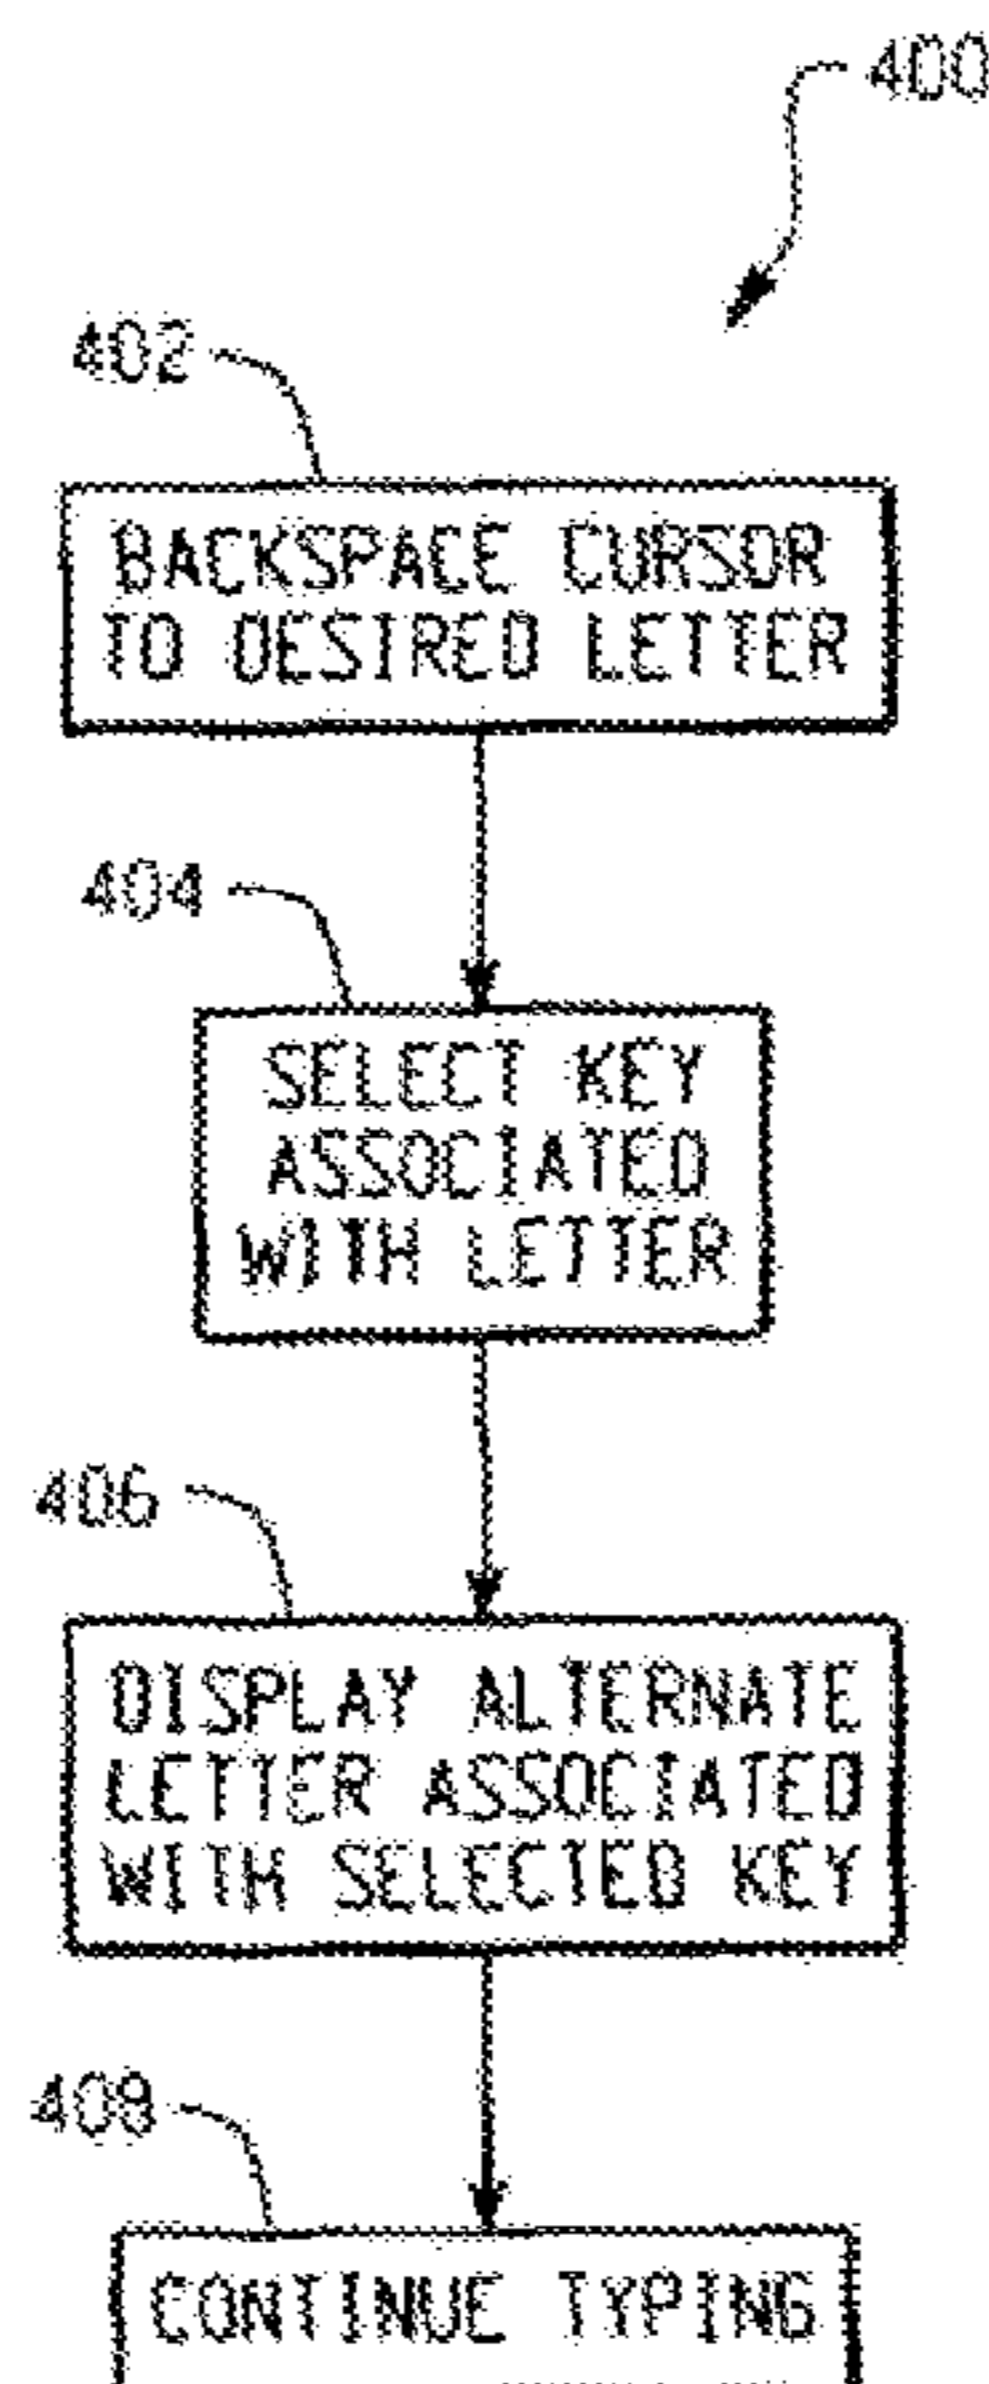 400
402
BACKSPACE CURSOR
TO DESIRED LETTER
404
SELECT KEY
ASSOCIATED
WITH LETTER
406
DISPLAY ALTERNATE
LETTER ASSOCIATED
WITH SELECTED KEY
408
CONTINUE TYPING